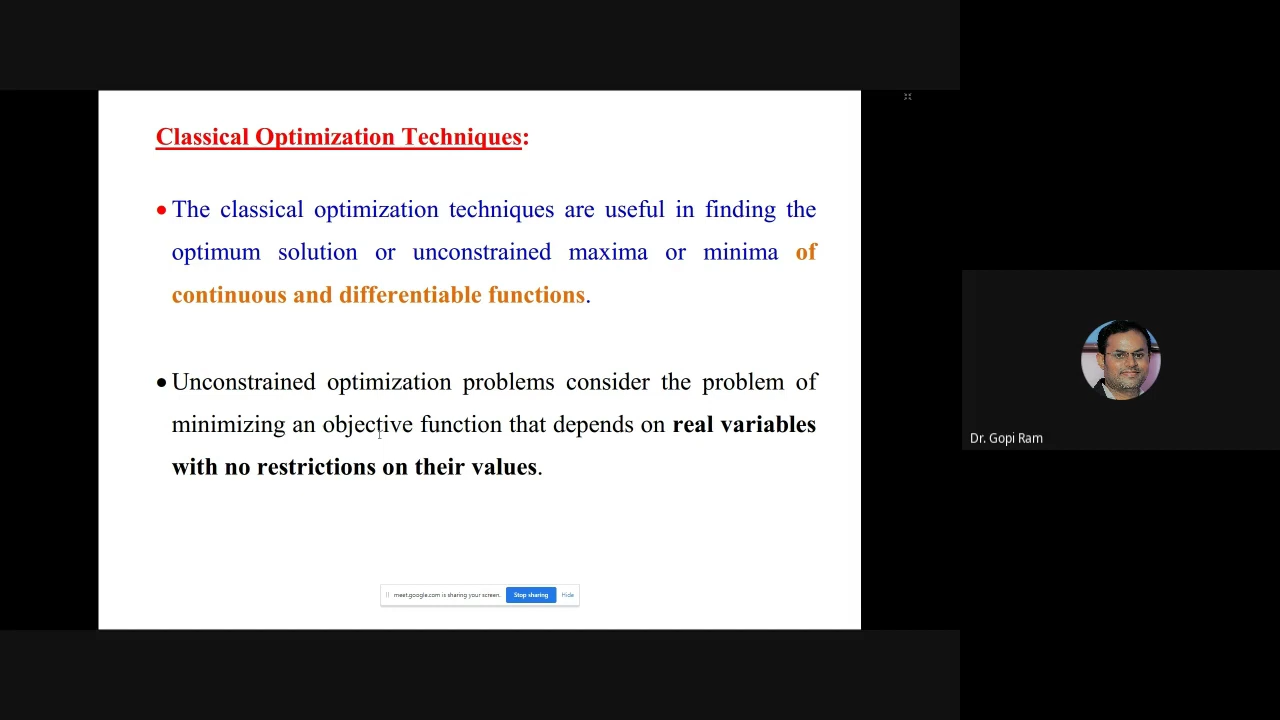 Classical Optimization Techniques:
• The classical optimization techniques are useful in finding the
optimum solution or unconstrained maxima or minima of
continuous and differentiable functions.
• Unconstrained optimization problems consider the problem of
minimizing an objective function that depends on real variables
with no restrictions on their values.
meet.google.com is sharing your screen. Stop sharing Hide
Dr. Gopi Ram